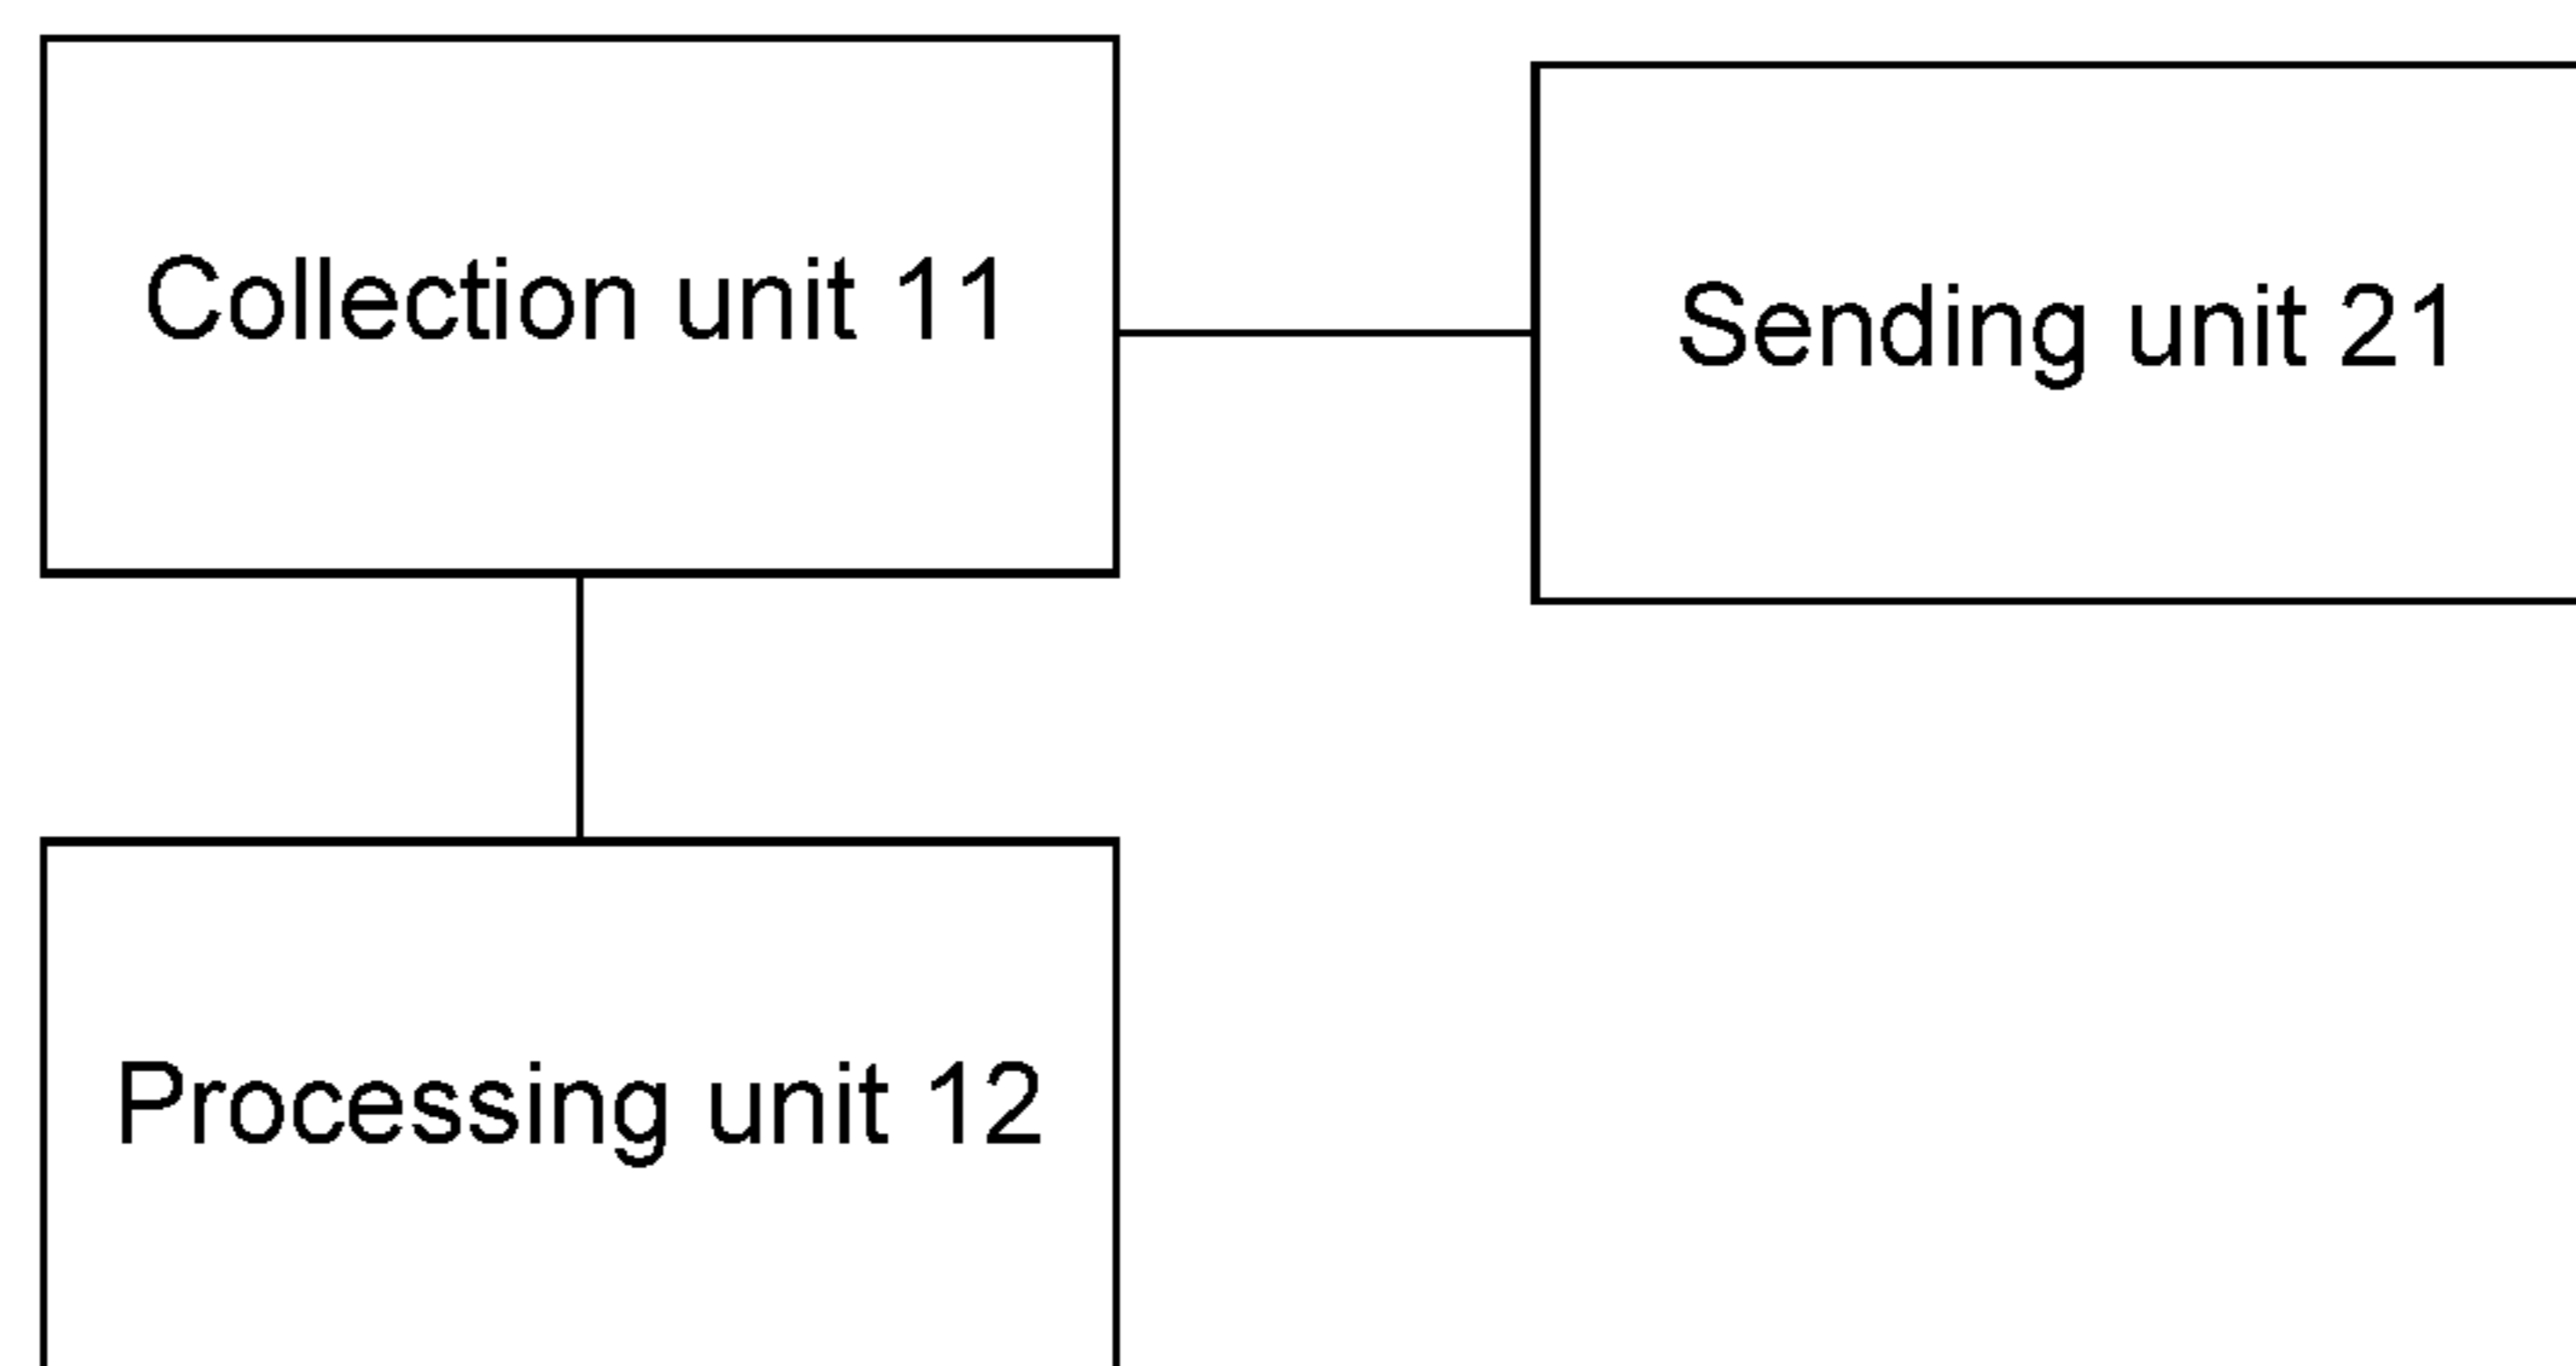 Collection unit 11
Sending unit 21
Processing unit 12